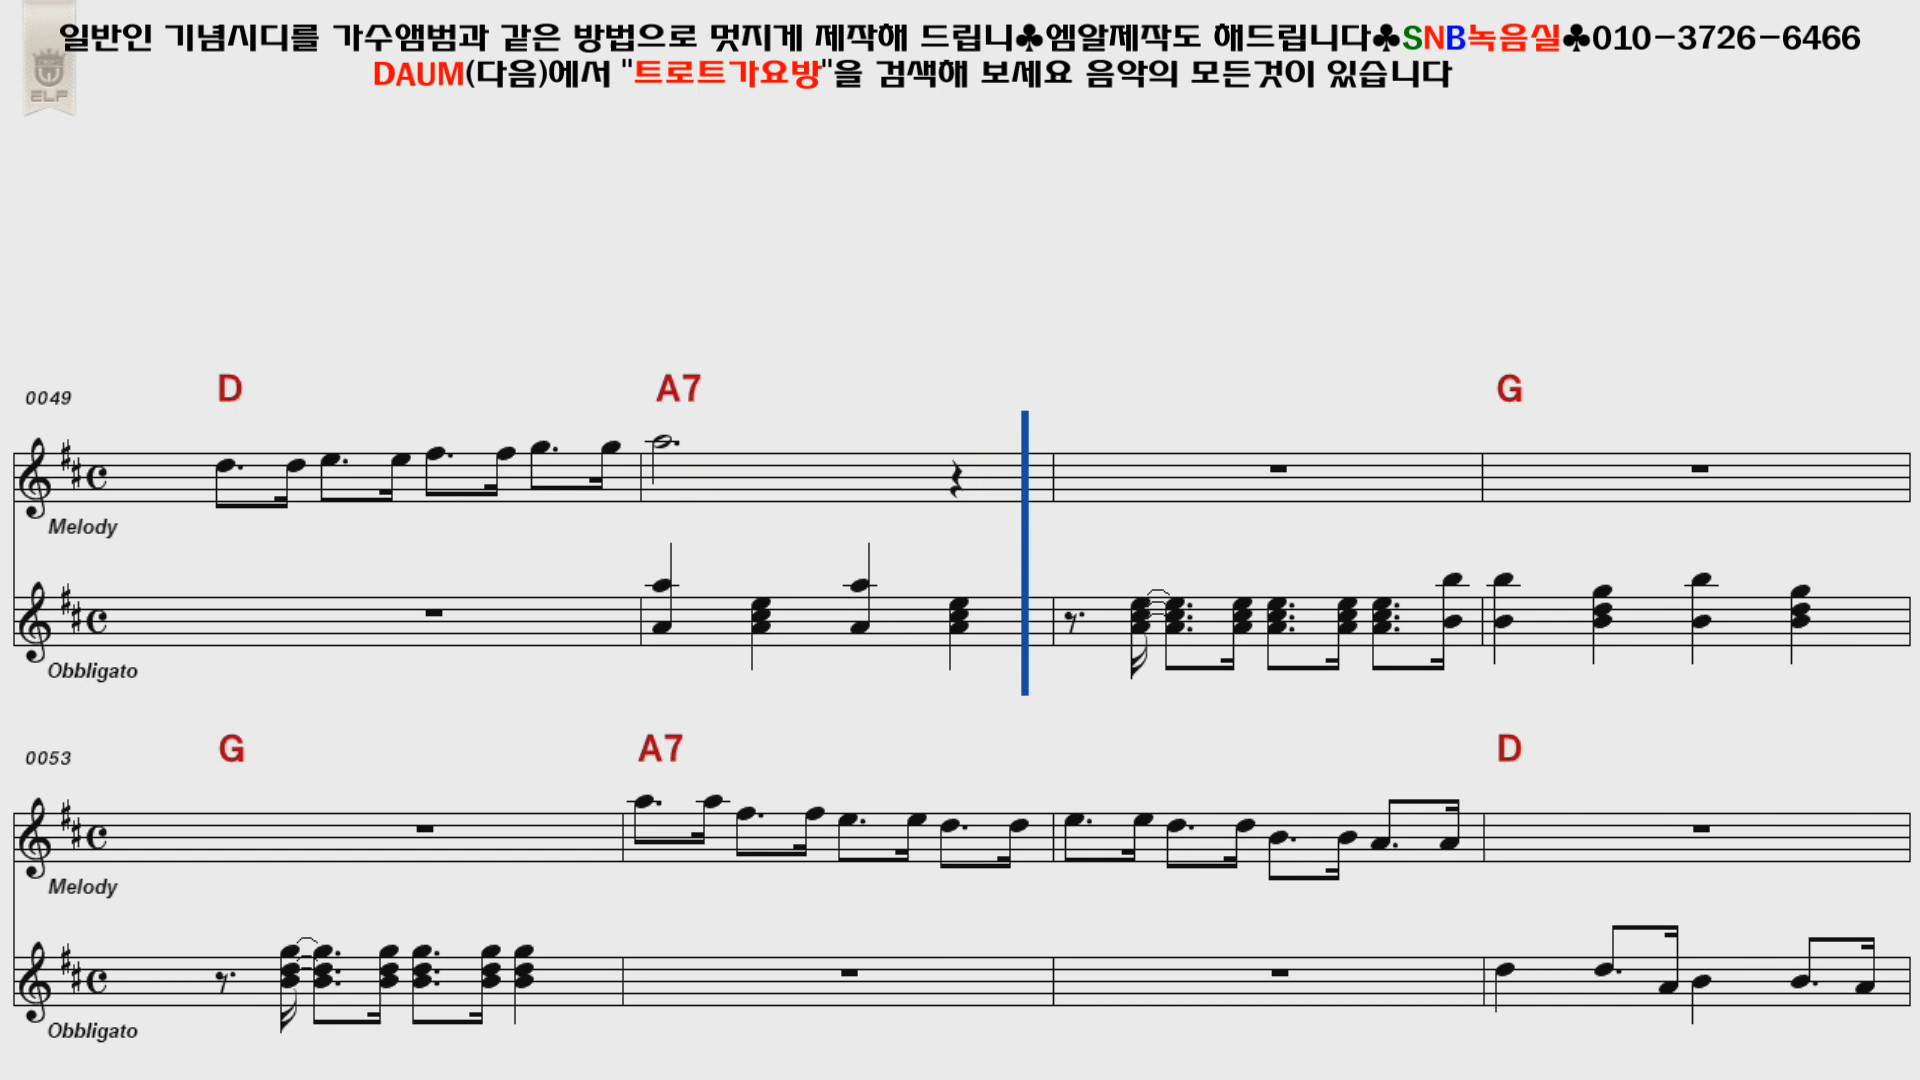 일반인 기념시디를 가수앨범과 같은 방법으로 멋지게 제작해 드립니♣엠알제작도 해드립니다♣SNB녹음실♣010-3726-6466
DAUM(다음)에서 "트로트가요방"을 검색해 보세요 음악의 모든것이 있습니다
ELF
D A7 G
0049
Melody
Obbligato
G A7 D
0053
Melody
Obbligato